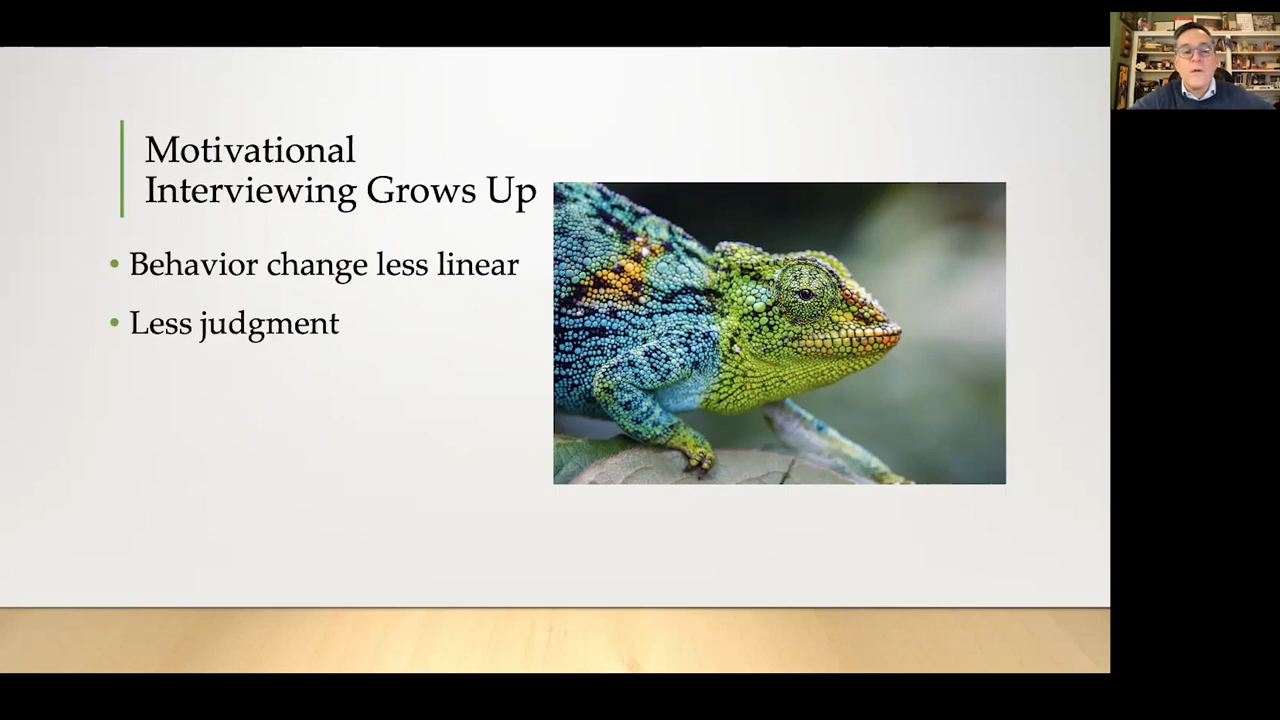 Motivational
Interviewing Grows Up
• Behavior change less linear
• Less judgment